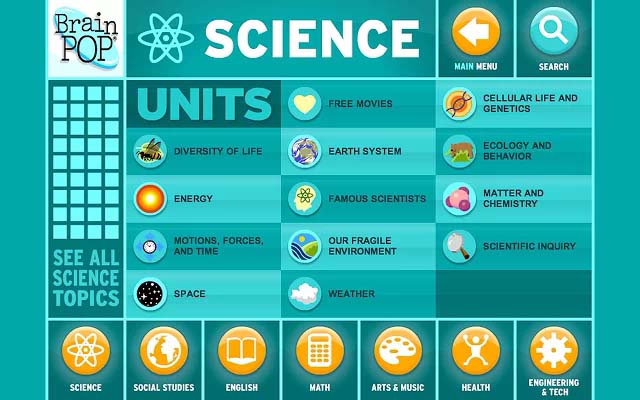 Brain
POP®
SCIENCE
MAIN MENU
SEARCH
UNITS
FREE MOVIES
CELLULAR LIFE AND
GENETICS
DIVERSITY OF LIFE
EARTH SYSTEM
ECOLOGY AND
BEHAVIOR
ENERGY
FAMOUS SCIENTISTS
MATTER AND
CHEMISTRY
MOTIONS, FORCES,
AND TIME
OUR FRAGILE
ENVIRONMENT
SCIENTIFIC INQUIRY
SPACE
WEATHER
SEE ALL
SCIENCE
TOPICS
SCIENCE
SOCIAL STUDIES
ENGLISH
MATH
ARTS & MUSIC
HEALTH
ENGINEERING
& TECH